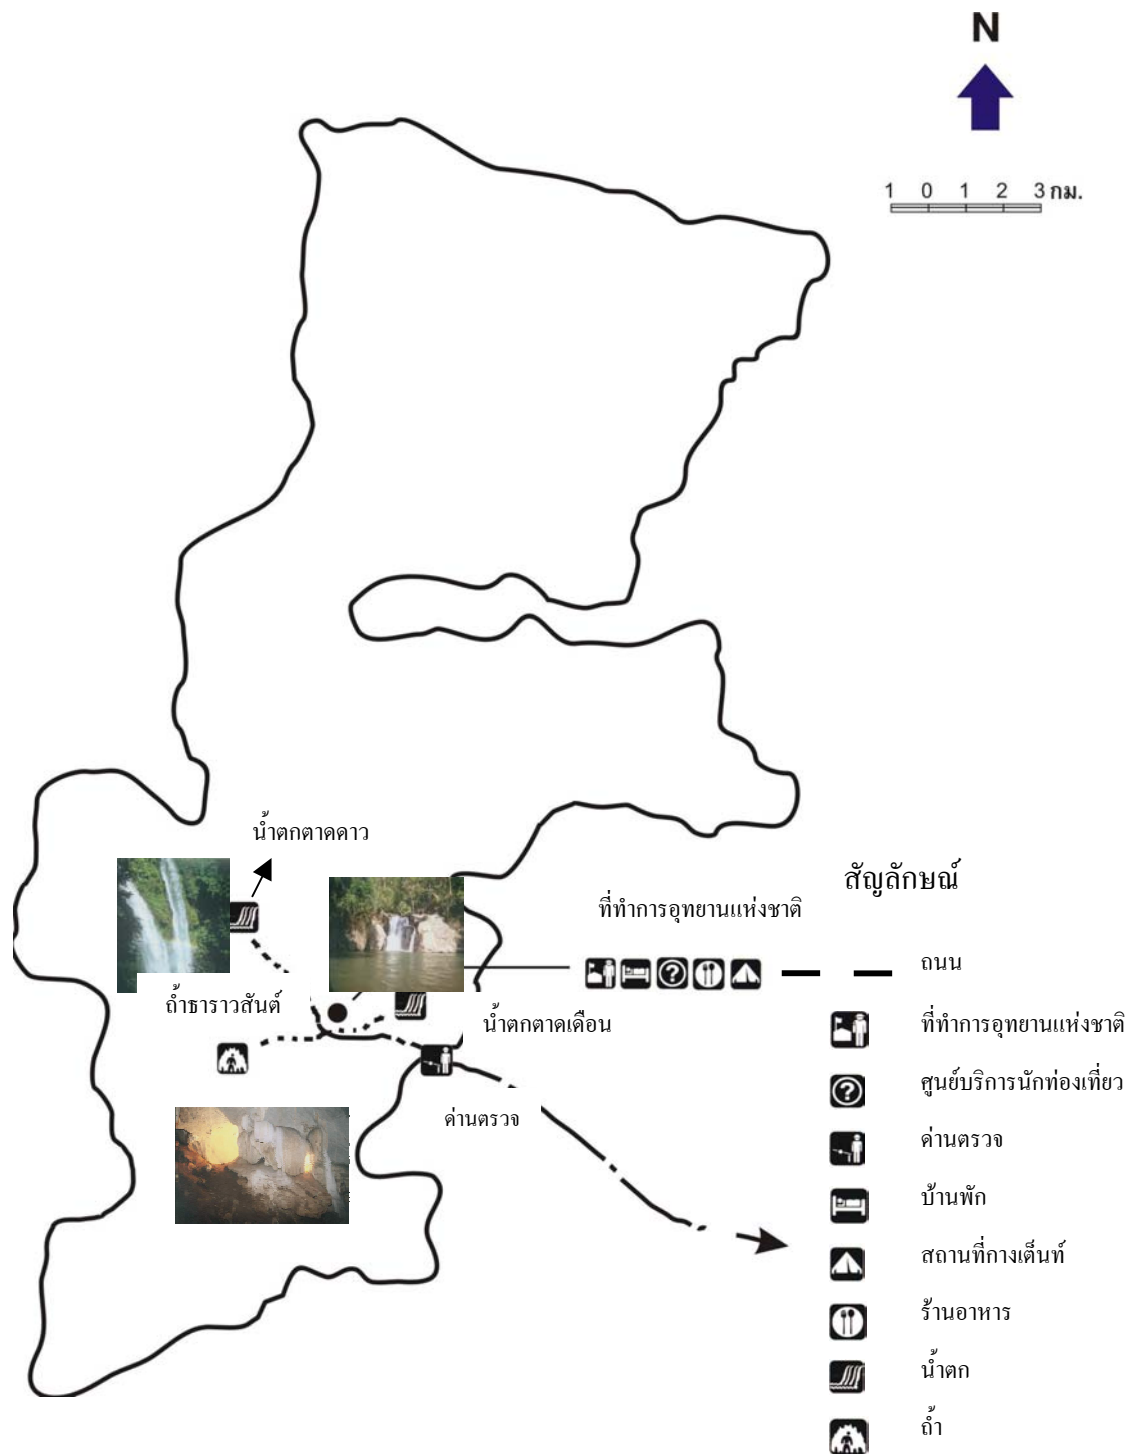 N
1 0 1 2 3 กม.
น้ำตกตาดดาว
ที่ทำการอุทยานแห่งชาติ
ถ้ำธาราวสันต์
น้ำตกตาดเดือน
ด่านตรวจ
สัญลักษณ์
ถนน
ที่ทำการอุทยานแห่งชาติ
ศูนย์บริการนักท่องเที่ยว
ด่านตรวจ
บ้านพัก
สถานที่กางเต็นท์
ร้านอาหาร
น้ำตก
ถ้ำ